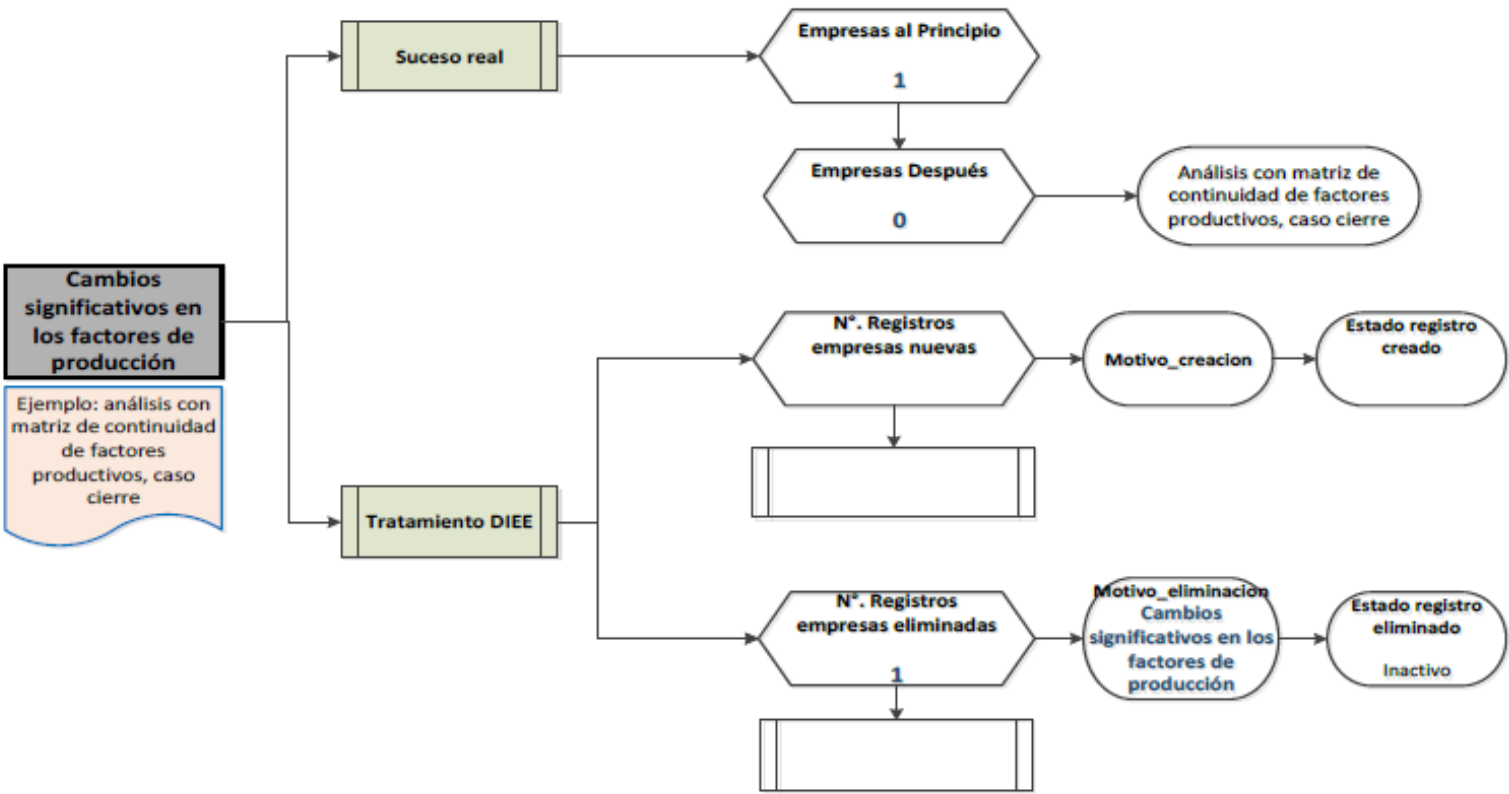 Suceso real
Empresas al Principio
1
Empresas Después
0
Análisis con matriz de
continuidad de factores
productivos, caso cierre
Cambios
significativos en
los factores de
producción
Ejemplo: análisis con
matriz de continuidad
de factores
productivos, caso
cierre
Tratamiento DIEE
N°. Registros
empresas nuevas
Motivo_creacion
Estado registro
creado
N°. Registros
empresas eliminadas
1
Motivo_eliminacion
Cambios
significativos en los
factores de
producción
Estado registro
eliminado
Inactivo